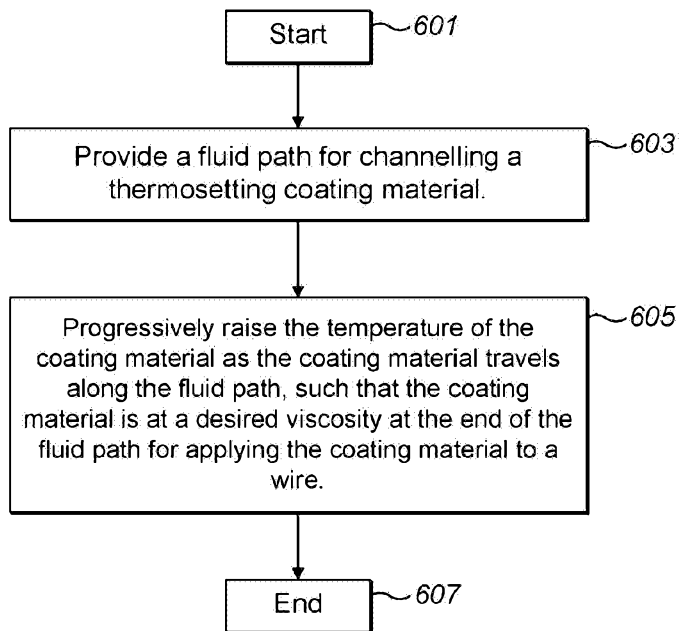 Start
601
Provide a fluid path for channelling a
thermosetting coating material.
603
Progressively raise the temperature of the
coating material as the coating material travels
along the fluid path, such that the coating
material is at a desired viscosity at the end of the
fluid path for applying the coating material to a
wire.
605
End
607